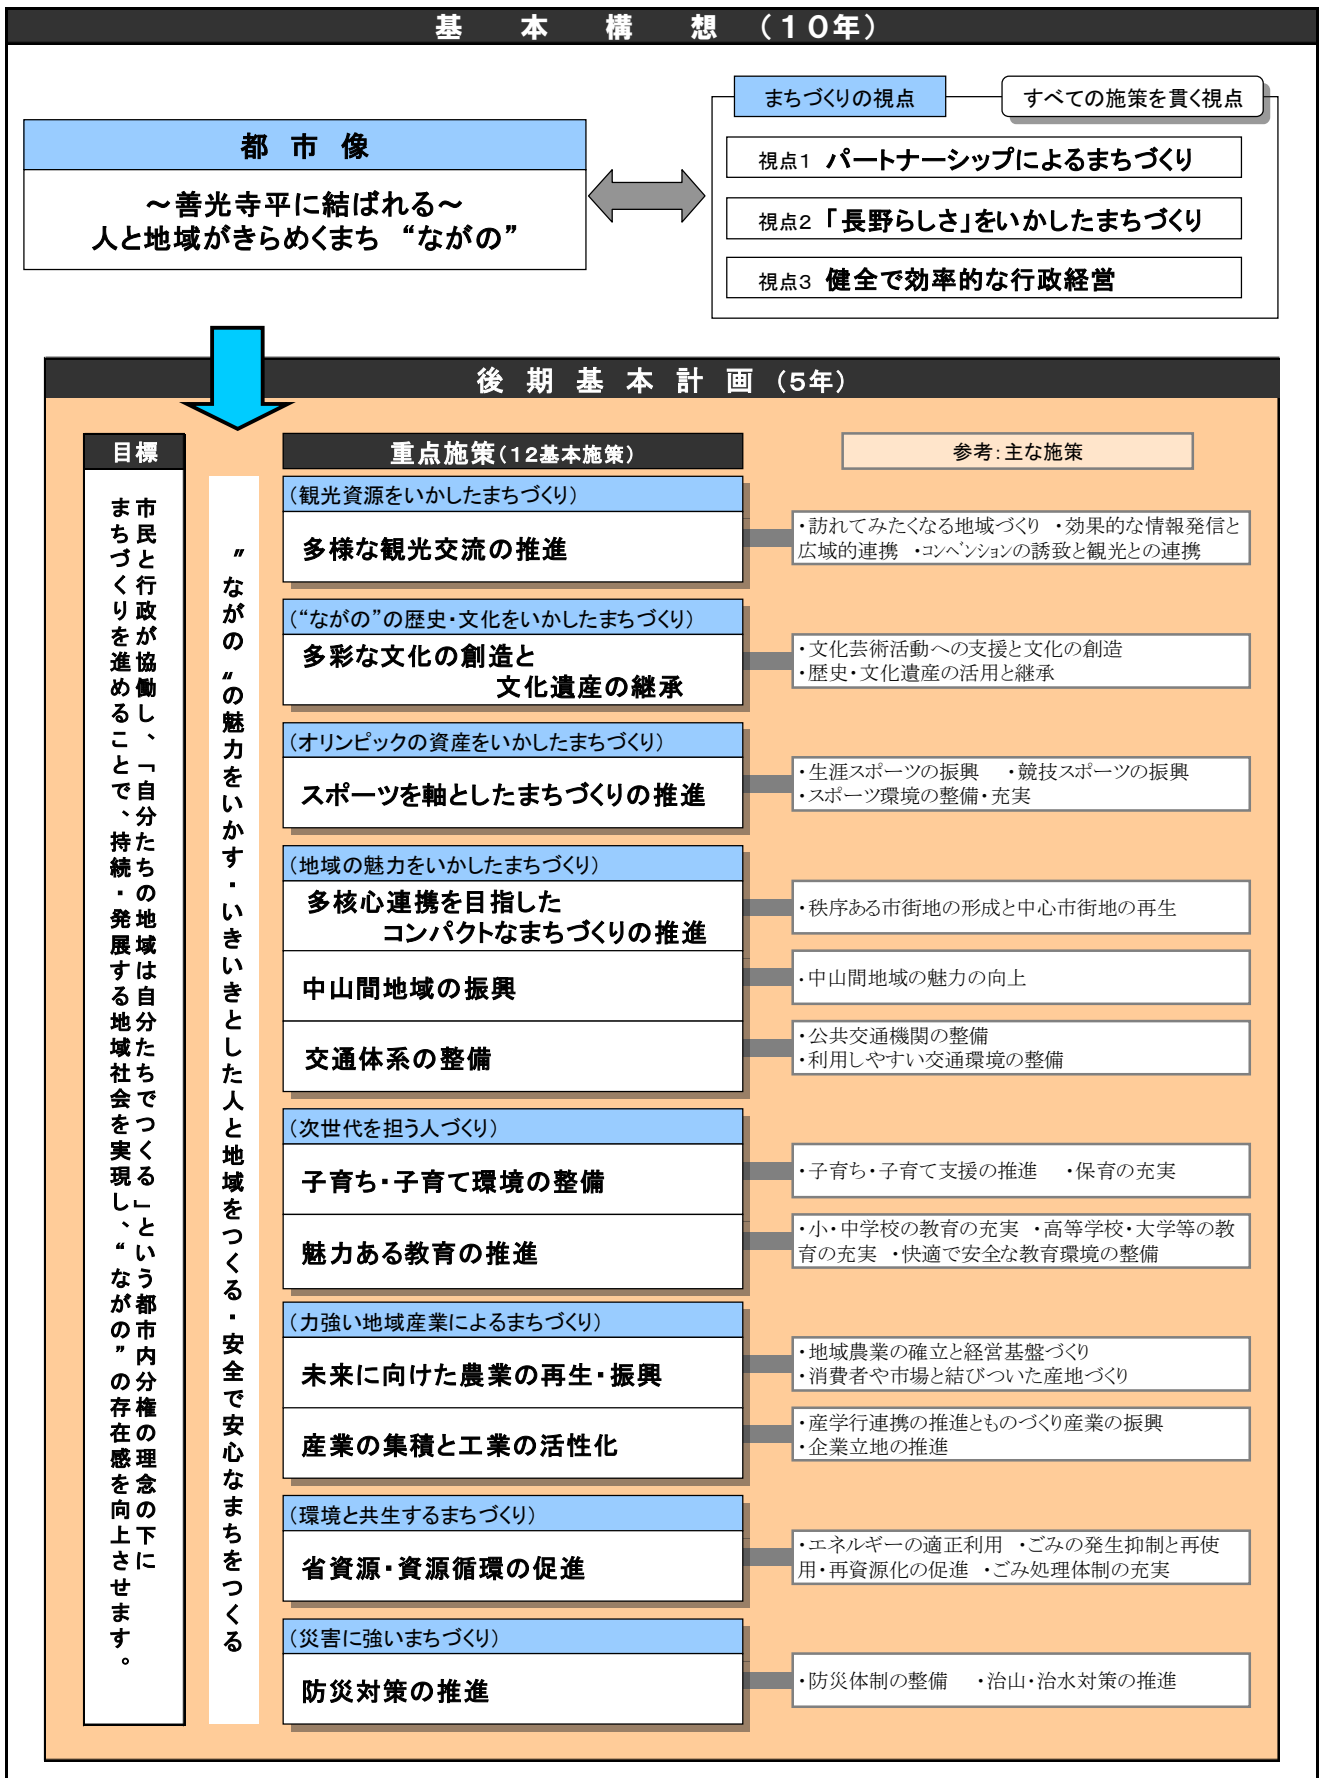 基本構想（１０年）
まちづくりの視点
すべての施策を貫く視点
都市像
～善光寺平に結ばれる～
人と地域がきらめくまち “ながの”
視点1 パートナーシップによるまちづくり
視点2 「長野らしさ」をいかしたまちづくり
視点3 健全で効率的な行政経営
後期基本計画（5年）
目標
市民と行政が協働し、「自分たちの地域は自分たちでつくる」という都市内分権の理念の下に
まちづくりを進めることで、持続・発展する地域社会を実現し、“ながの”の存在感を向上させます。
“ながの”の魅力をいかす・いきいきとした人と地域をつくる・安全で安心なまちをつくる
重点施策（12基本施策）
参考：主な施策
（観光資源をいかしたまちづくり）
多様な観光交流の推進
・訪れてみたくなる地域づくり ・効果的な情報発信と
広域的連携 ・コンベンションの誘致と観光との連携
（“ながの”の歴史・文化をいかしたまちづくり）
多彩な文化の創造と
文化遺産の継承
・文化芸術活動への支援と文化の創造
・歴史・文化遺産の活用と継承
（オリンピックの資産をいかしたまちづくり）
スポーツを軸としたまちづくりの推進
・生涯スポーツの振興 ・競技スポーツの振興
・スポーツ環境の整備・充実
（地域の魅力をいかしたまちづくり）
多核心連携を目指した
コンパクトなまちづくりの推進
・秩序ある市街地の形成と中心市街地の再生
中山間地域の振興
・中山間地域の魅力の向上
交通体系の整備
・公共交通機関の整備
・利用しやすい交通環境の整備
（次世代を担う人づくり）
子育ち・子育て環境の整備
・子育ち・子育て支援の推進 ・保育の充実
魅力ある教育の推進
・小・中学校の教育の充実 ・高等学校・大学等の教
育の充実 ・快適で安全な教育環境の整備
（力強い地域産業によるまちづくり）
未来に向けた農業の再生・振興
・地域農業の確立と経営基盤づくり
・消費者や市場と結びついた産地づくり
産業の集積と工業の活性化
・産学行連携の推進とものづくり産業の振興
・企業立地の推進
（環境と共生するまちづくり）
省資源・資源循環の促進
・エネルギーの適正利用 ・ごみの発生抑制と再使
用・再資源化の促進 ・ごみ処理体制の充実
（災害に強いまちづくり）
防災対策の推進
・防災体制の整備 ・治山・治水対策の推進